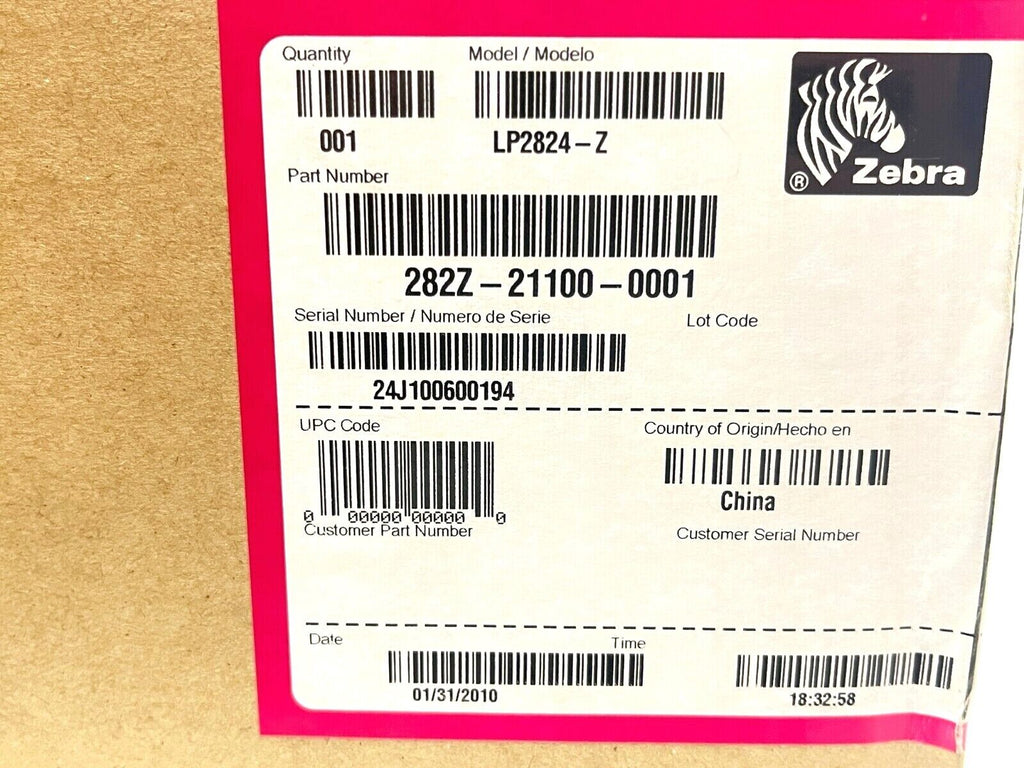 Quantity
Model / Modelo
001
LP2824-Z
® Zebra
Part Number
282Z-21100-0001
Serial Number / Numero de Serie
Lot Code
24J100600194
UPC Code
Country of Origin/Hecho en
China
0 00000 00000 0
Customer Part Number
Customer Serial Number
Date
Time
01/31/2010
18:32:58